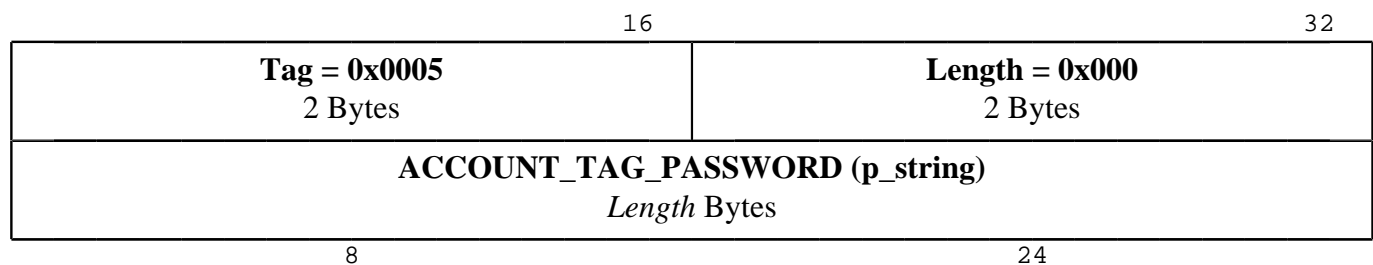 16 32
Tag = 0x0005 Length = 0x000
2 Bytes 2 Bytes
ACCOUNT_TAG_PASSWORD (p_string)
Length Bytes
8 24